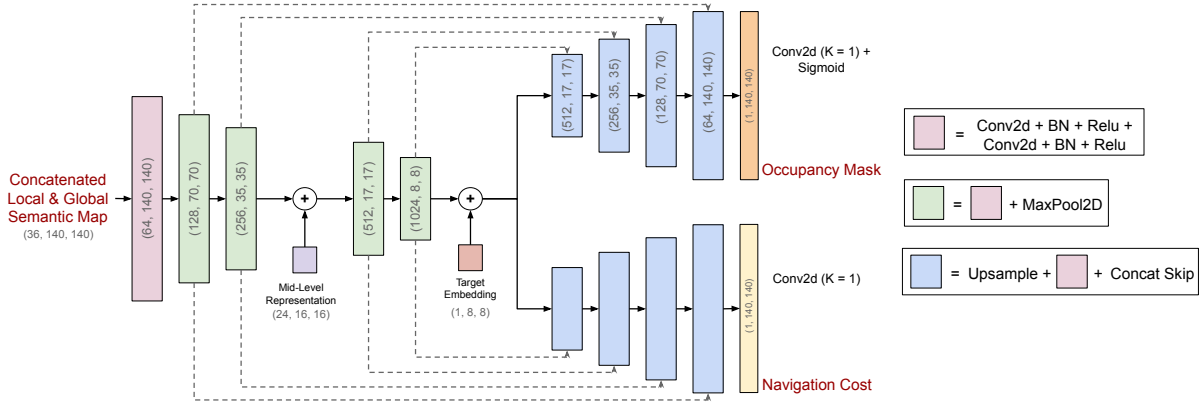 Concatenated
Local & Global
Semantic Map
(36, 140, 140)
(64, 140, 140)
(128, 70, 70)
(256, 35, 35)
+
Mid-Level
Representation
(24, 16, 16)
(512, 17, 17)
(1024, 8, 8)
+
Target
Embedding
(1, 8, 8)
(512, 17, 17)
(256, 35, 35)
(128, 70, 70)
(64, 140, 140)
(1, 140, 140)
Conv2d (K = 1) +
Sigmoid
Occupancy Mask
(1, 140, 140)
Conv2d (K = 1)
Navigation Cost
= Conv2d + BN + Relu +
Conv2d + BN + Relu
= + MaxPool2D
= Upsample + + Concat Skip